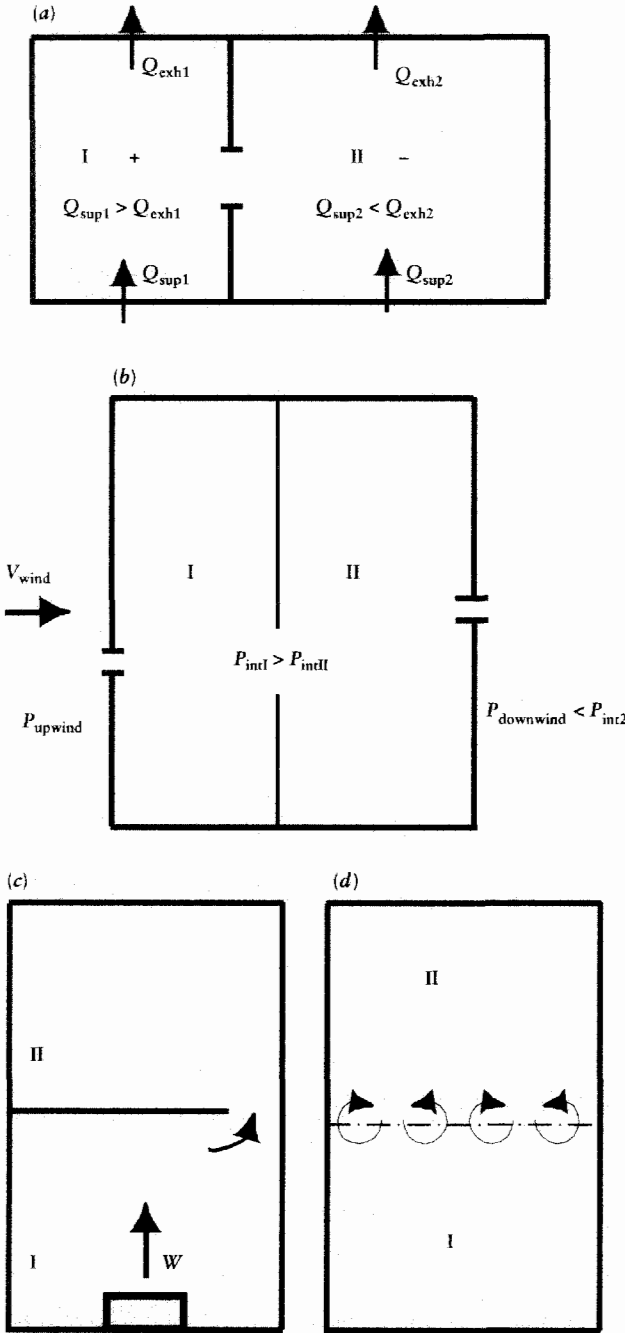 (a)
Q_exh1 Q_exh2
I + II −
Q_sup1 > Q_exh1 Q_sup2 < Q_exh2
Q_sup1 Q_sup2
(b)
V_wind
I II
P_intI > P_intII
P_upwind P_downwind < P_int2
(c) (d)
II
II
I
I W